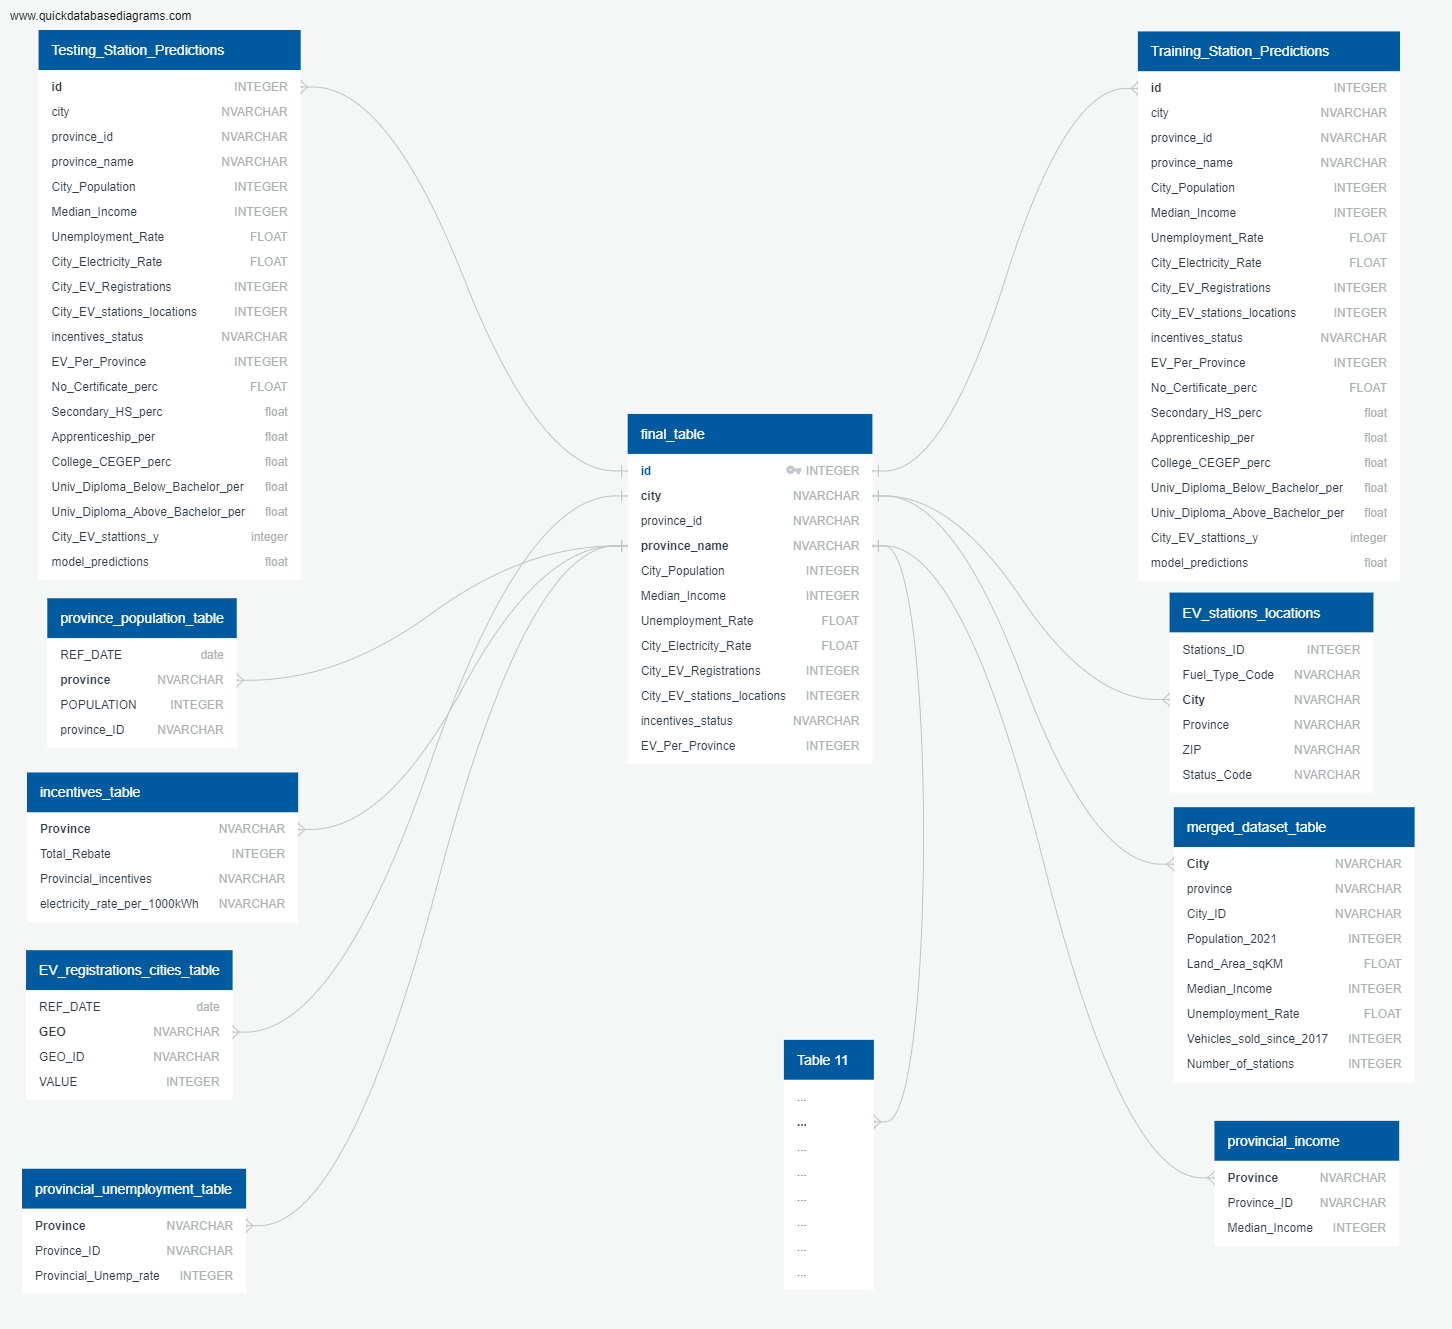 www.quickdatabasediagrams.com
Testing_Station_Predictions
id INTEGER
city NVARCHAR
province_id NVARCHAR
province_name NVARCHAR
City_Population INTEGER
Median_Income INTEGER
Unemployment_Rate FLOAT
City_Electricity_Rate FLOAT
City_EV_Registrations INTEGER
City_EV_stations_locations INTEGER
incentives_status NVARCHAR
EV_Per_Province INTEGER
No_Certificate_perc FLOAT
Secondary_HS_perc float
Apprenticeship_per float
College_CEGEP_perc float
Univ_Diploma_Below_Bachelor_per float
Univ_Diploma_Above_Bachelor_per float
City_EV_stattions_y integer
model_predictions float
province_population_table
REF_DATE date
province NVARCHAR
POPULATION INTEGER
province_ID NVARCHAR
incentives_table
Province NVARCHAR
Total_Rebate INTEGER
Provincial_incentives NVARCHAR
electricity_rate_per_1000kWh NVARCHAR
EV_registrations_cities_table
REF_DATE date
GEO NVARCHAR
GEO_ID NVARCHAR
VALUE INTEGER
provincial_unemployment_table
Province NVARCHAR
Province_ID NVARCHAR
Provincial_Unemp_rate INTEGER
final_table
id INTEGER
city NVARCHAR
province_id NVARCHAR
province_name NVARCHAR
City_Population INTEGER
Median_Income INTEGER
Unemployment_Rate FLOAT
City_Electricity_Rate FLOAT
City_EV_Registrations INTEGER
City_EV_stations_locations INTEGER
incentives_status NVARCHAR
EV_Per_Province INTEGER
Table 11
...
...
...
...
...
...
...
...
Training_Station_Predictions
id INTEGER
city NVARCHAR
province_id NVARCHAR
province_name NVARCHAR
City_Population INTEGER
Median_Income INTEGER
Unemployment_Rate FLOAT
City_Electricity_Rate FLOAT
City_EV_Registrations INTEGER
City_EV_stations_locations INTEGER
incentives_status NVARCHAR
EV_Per_Province INTEGER
No_Certificate_perc FLOAT
Secondary_HS_perc float
Apprenticeship_per float
College_CEGEP_perc float
Univ_Diploma_Below_Bachelor_per float
Univ_Diploma_Above_Bachelor_per float
City_EV_stattions_y integer
model_predictions float
EV_stations_locations
Stations_ID INTEGER
Fuel_Type_Code NVARCHAR
City NVARCHAR
Province NVARCHAR
ZIP NVARCHAR
Status_Code NVARCHAR
merged_dataset_table
City NVARCHAR
province NVARCHAR
City_ID NVARCHAR
Population_2021 INTEGER
Land_Area_sqKM FLOAT
Median_Income INTEGER
Unemployment_Rate FLOAT
Vehicles_sold_since_2017 INTEGER
Number_of_stations INTEGER
provincial_income
Province NVARCHAR
Province_ID NVARCHAR
Median_Income INTEGER